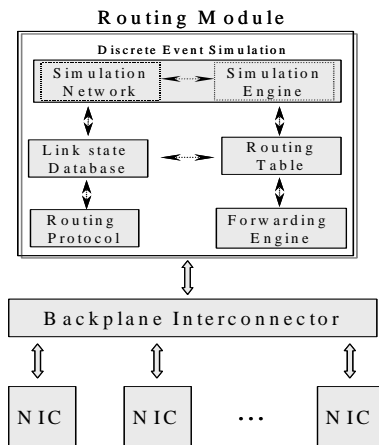 Routing Module
Discrete Event Simulation
Simulation Network
Simulation Engine
Link state Database
Routing Table
Routing Protocol
Forwarding Engine
Backplane Interconnector
NIC
NIC
...
NIC